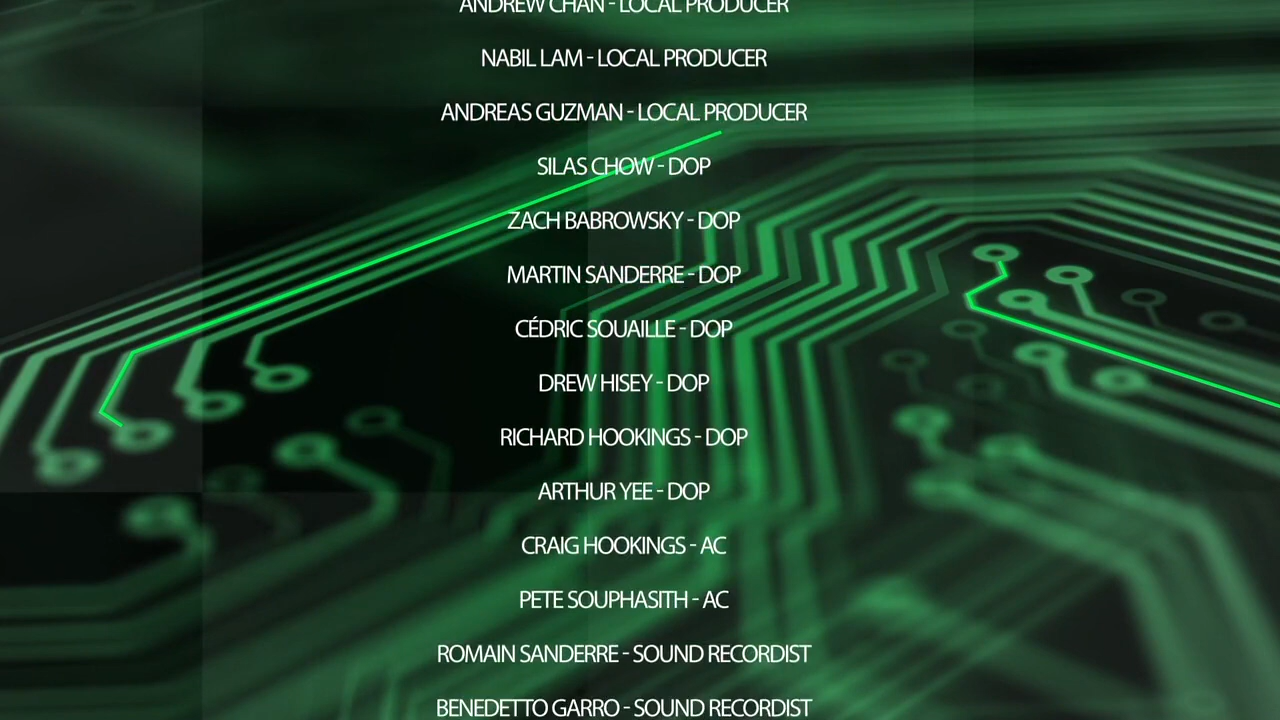 ANDREW CHAN - LOCAL PRODUCER
NABIL LAM - LOCAL PRODUCER
ANDREAS GUZMAN - LOCAL PRODUCER
SILAS CHOW - DOP
ZACH BABROWSKY - DOP
MARTIN SANDERRE - DOP
CÉDRIC SOUAILLE - DOP
DREW HISEY - DOP
RICHARD HOOKINGS - DOP
ARTHUR YEE - DOP
CRAIG HOOKINGS - AC
PETE SOUPHASITH - AC
ROMAIN SANDERRE - SOUND RECORDIST
BENEDETTO GARRO - SOUND RECORDIST